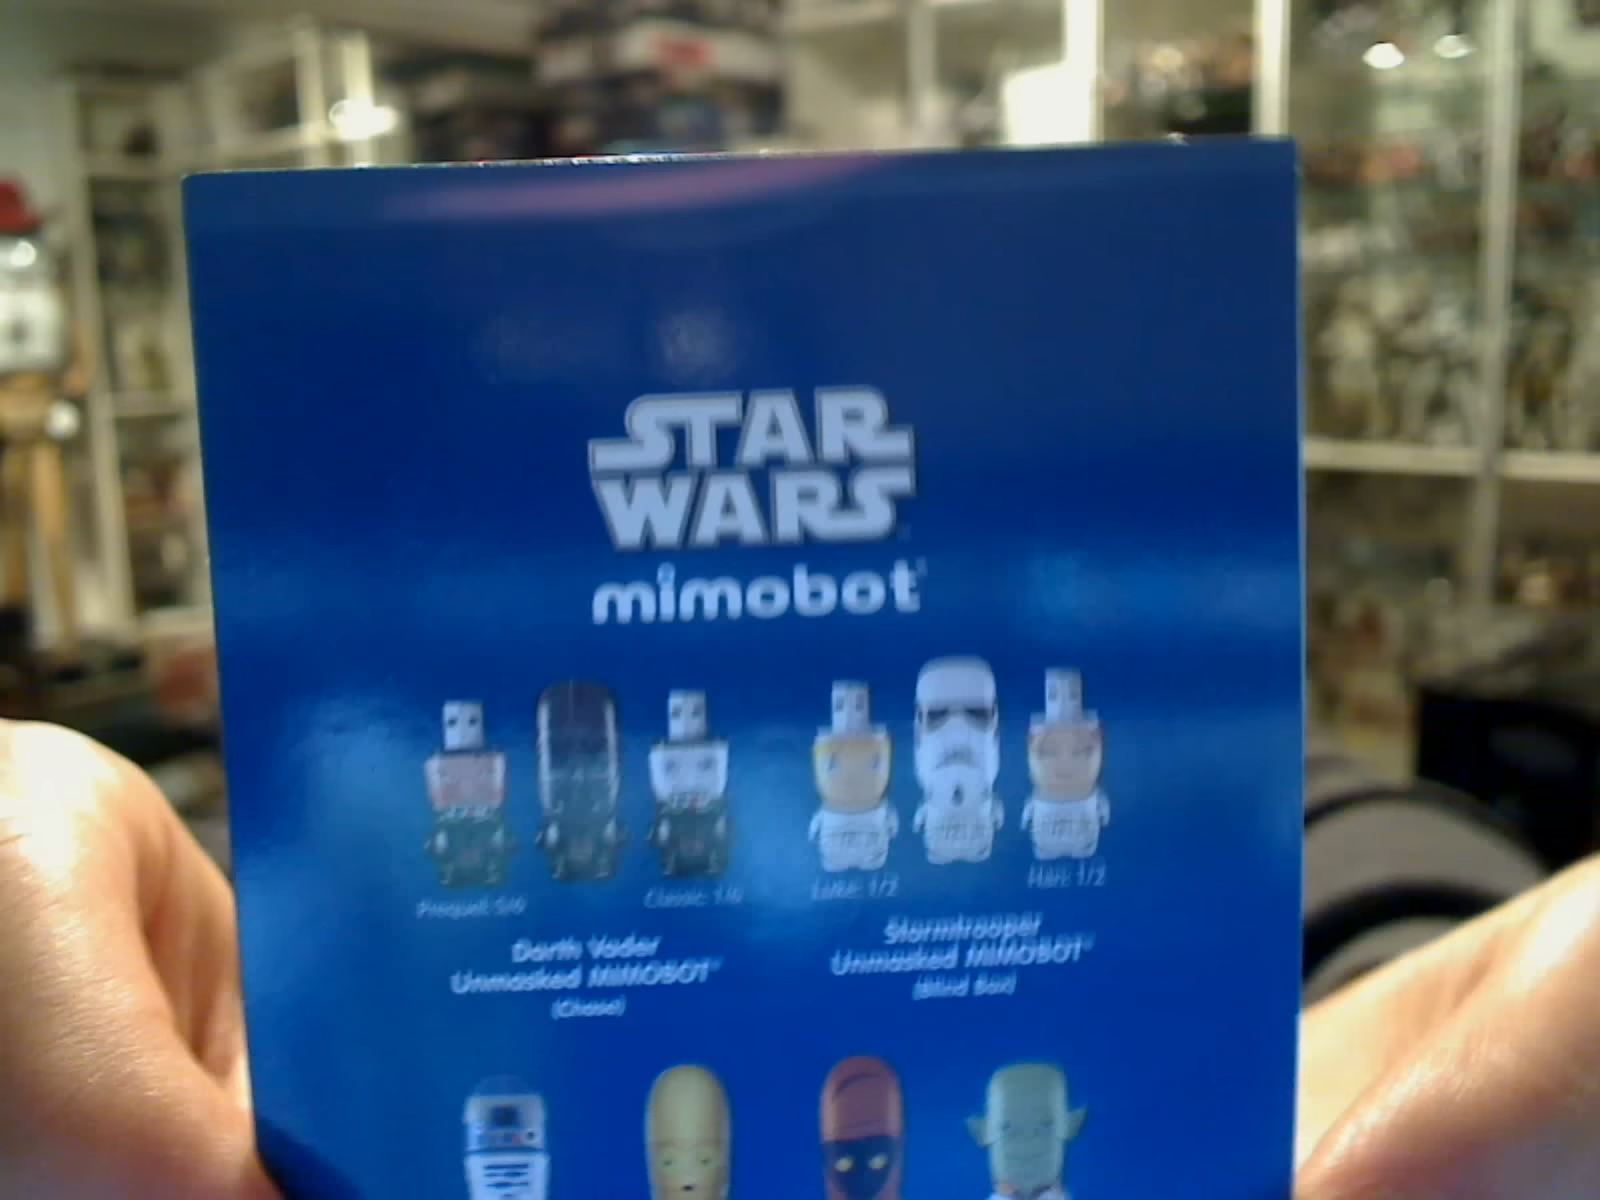 STAR
WARS
mimobot
Prequel: 5/6
Classic: 1/6
Luke: 1/2
Han: 1/2
Darth Vader
Unmasked MIMOBOT
(Chase)
Stormtrooper
Unmasked MIMOBOT
(Blind Box)